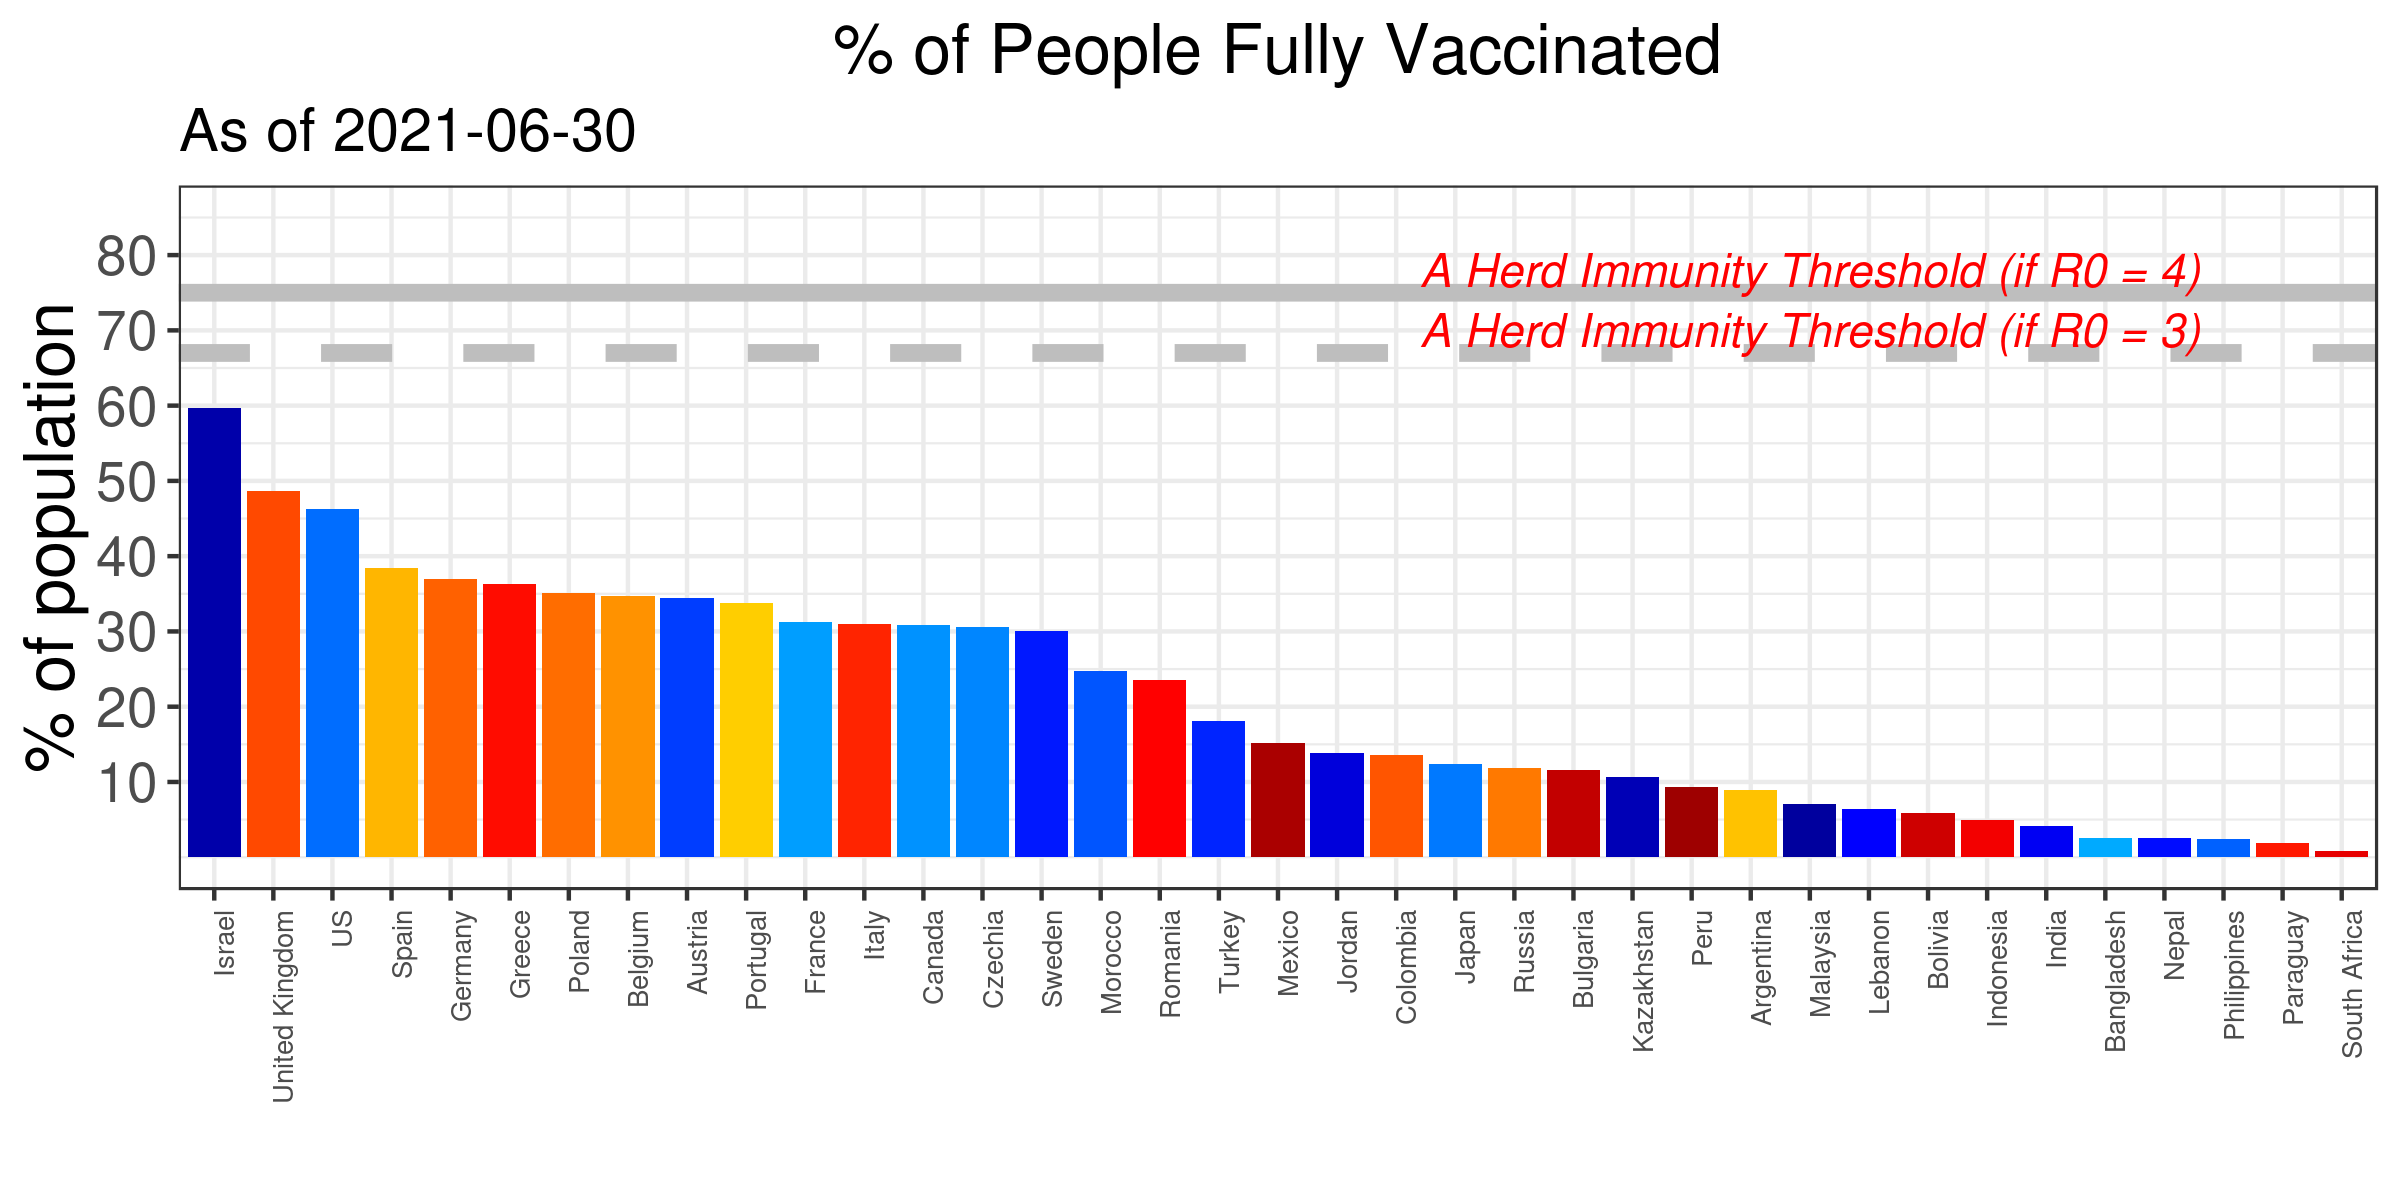 % of People Fully Vaccinated
As of 2021-06-30
% of population
80
70
60
50
40
30
20
10
A Herd Immunity Threshold (if R0 = 4)
A Herd Immunity Threshold (if R0 = 3)
Israel
United Kingdom
US
Spain
Germany
Greece
Poland
Belgium
Austria
Portugal
France
Italy
Canada
Czechia
Sweden
Morocco
Romania
Turkey
Mexico
Jordan
Colombia
Japan
Russia
Bulgaria
Kazakhstan
Peru
Argentina
Malaysia
Lebanon
Bolivia
Indonesia
India
Bangladesh
Nepal
Philippines
Paraguay
South Africa